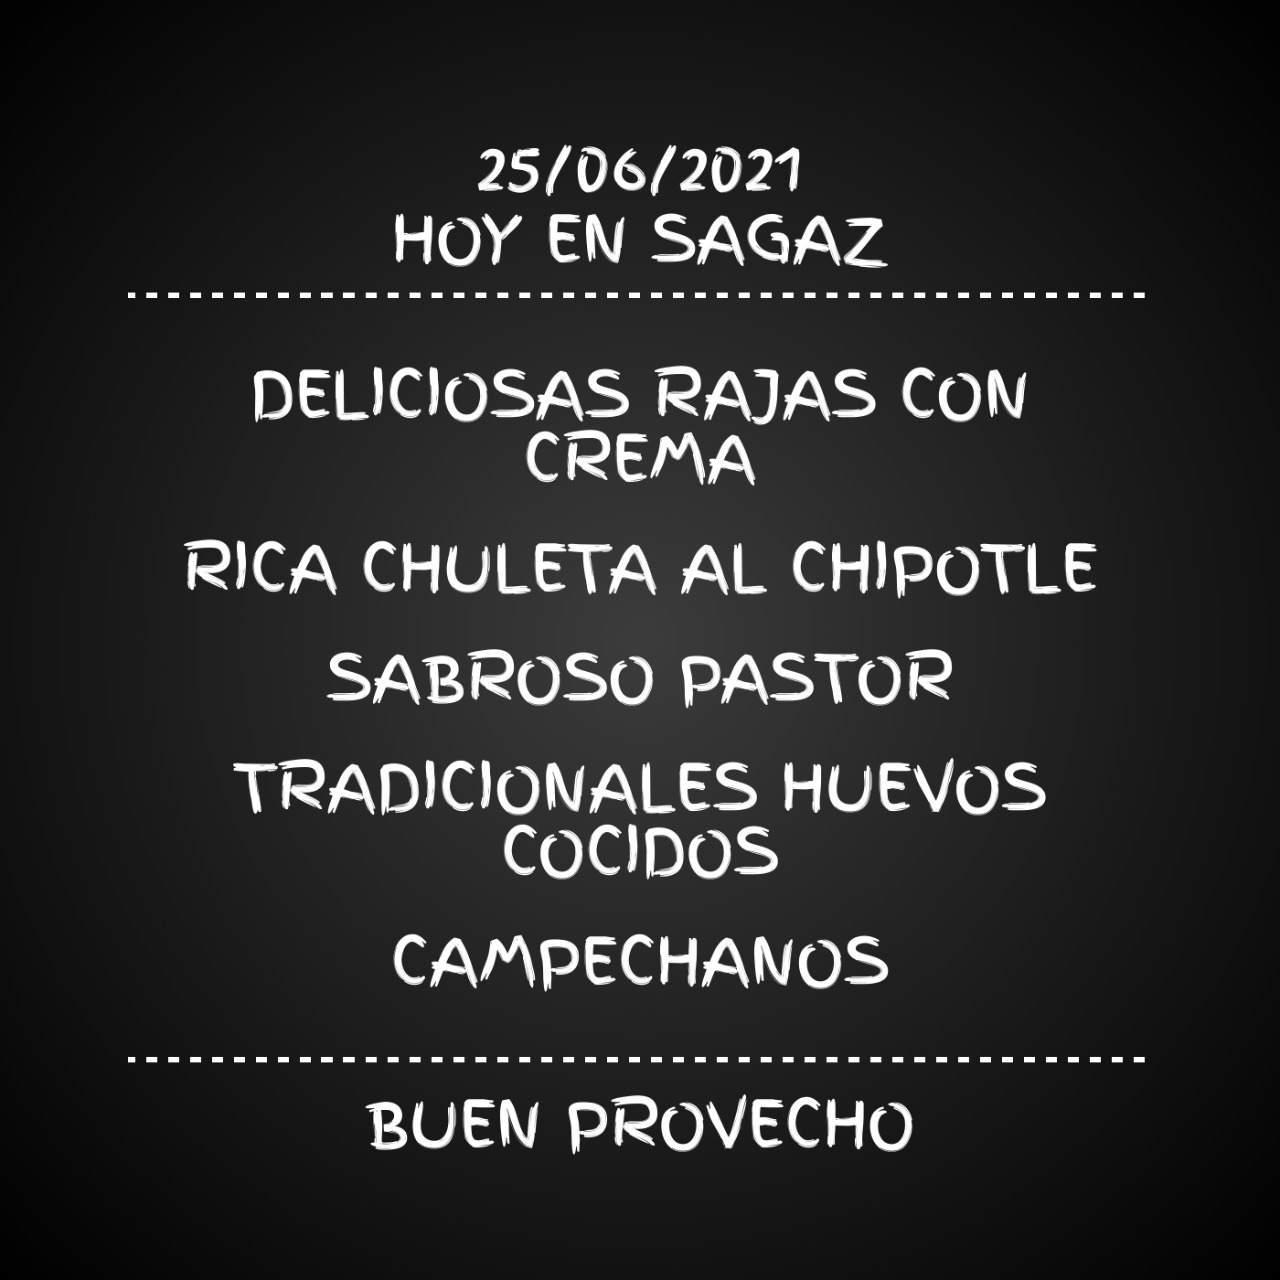 25/06/2021
HOY EN SAGAZ
DELICIOSAS RAJAS CON
CREMA
RICA CHULETA AL CHIPOTLE
SABROSO PASTOR
TRADICIONALES HUEVOS
COCIDOS
CAMPECHANOS
BUEN PROVECHO